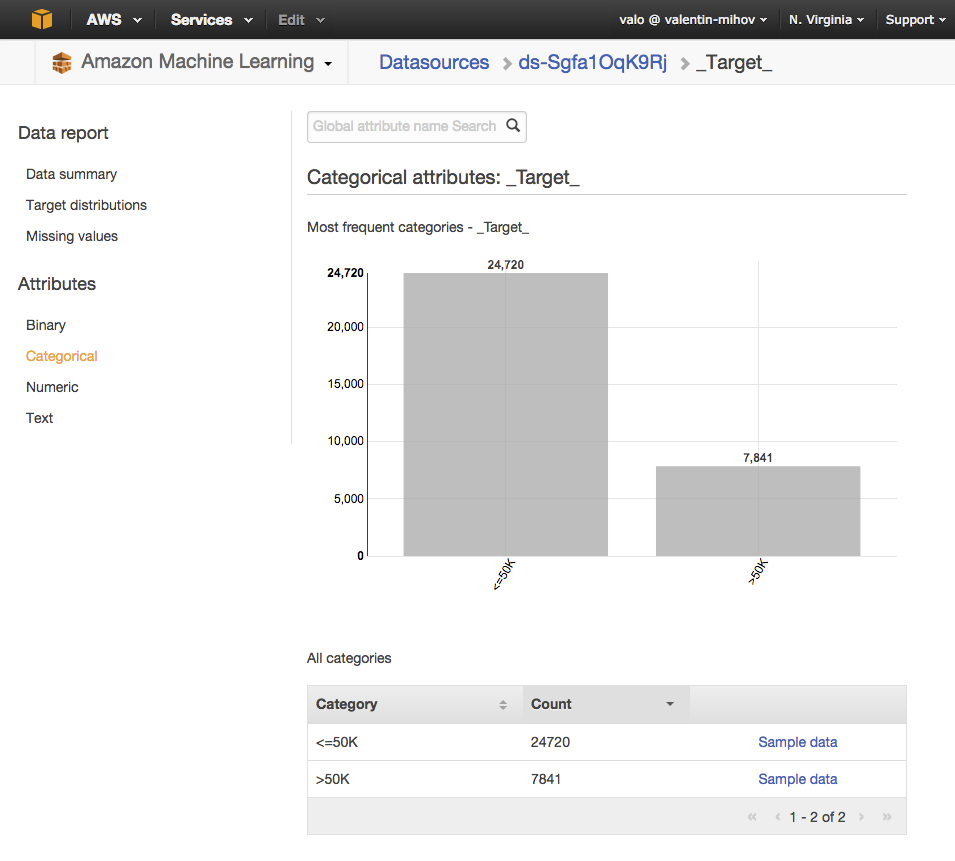 AWS Services Edit valo @ valentin-mihov N. Virginia Support
Amazon Machine Learning Datasources ds-Sgfa1OqK9Rj _Target_
Data report
Data summary
Target distributions
Missing values
Attributes
Binary
Categorical
Numeric
Text
Global attribute name Search
Categorical attributes: _Target_
Most frequent categories - _Target_
24,720
24,720
20,000
15,000
10,000
7,841
5,000
0
<=50K
>50K
All categories
Category Count
<=50K 24720 Sample data
>50K 7841 Sample data
« ‹ 1 - 2 of 2 › »